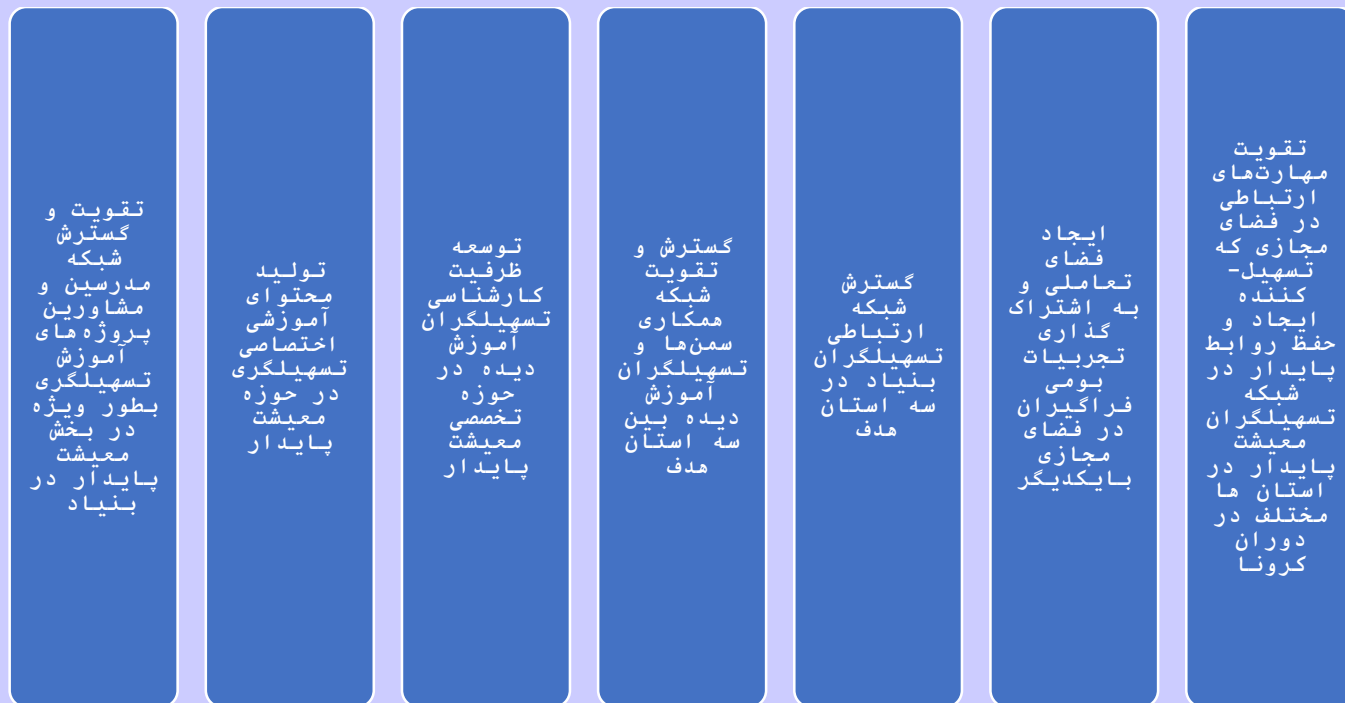 تقویت
مهارت‌های
ارتباطی
در فضای
مجازی که
تسهیل-
کننده
ایجاد و
حفظ روابط
پایدار در
شبکه
تسهیلگران
معیشت
پایدار در
استان ها
مختلف در
دوران
کرونا
ایجاد
فضای
تعاملی و
به اشتراک
گذاری
تجربیات
بومی
فراگیران
در فضای
مجازی
بایکدیگر
گسترش
شبکه
ارتباطی
تسهیلگران
بنیاد در
سه استان
هدف
گسترش و
تقویت
شبکه
همکاری
سمن‌ها و
تسهیلگران
آموزش
دیده بین
سه استان
هدف
توسعه
ظرفیت
کارشناسی
تسهیلگران
آموزش
دیده در
حوزه
تخصصی
معیشت
پایدار
تولید
محتوای
آموزشی
اختصاصی
تسهیلگری
در حوزه
معیشت
پایدار
تقویت و
گسترش
شبکه
مدرسین و
مشاورین
پروژه های
آموزش
تسهیلگری
بطور ویژه
در بخش
معیشت
پایدار در
بنیاد